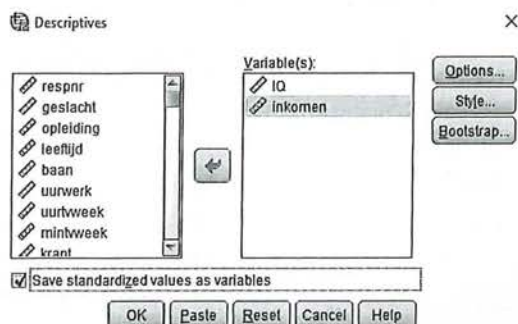 Descriptives
Variable(s):
respnr
geslacht
opleiding
leeftijd
baan
uurwerk
uurtvweek
mintvweek
krant
IQ
inkomen
Options...
Style...
Bootstrap...
Save standardized values as variables
OK Paste Reset Cancel Help